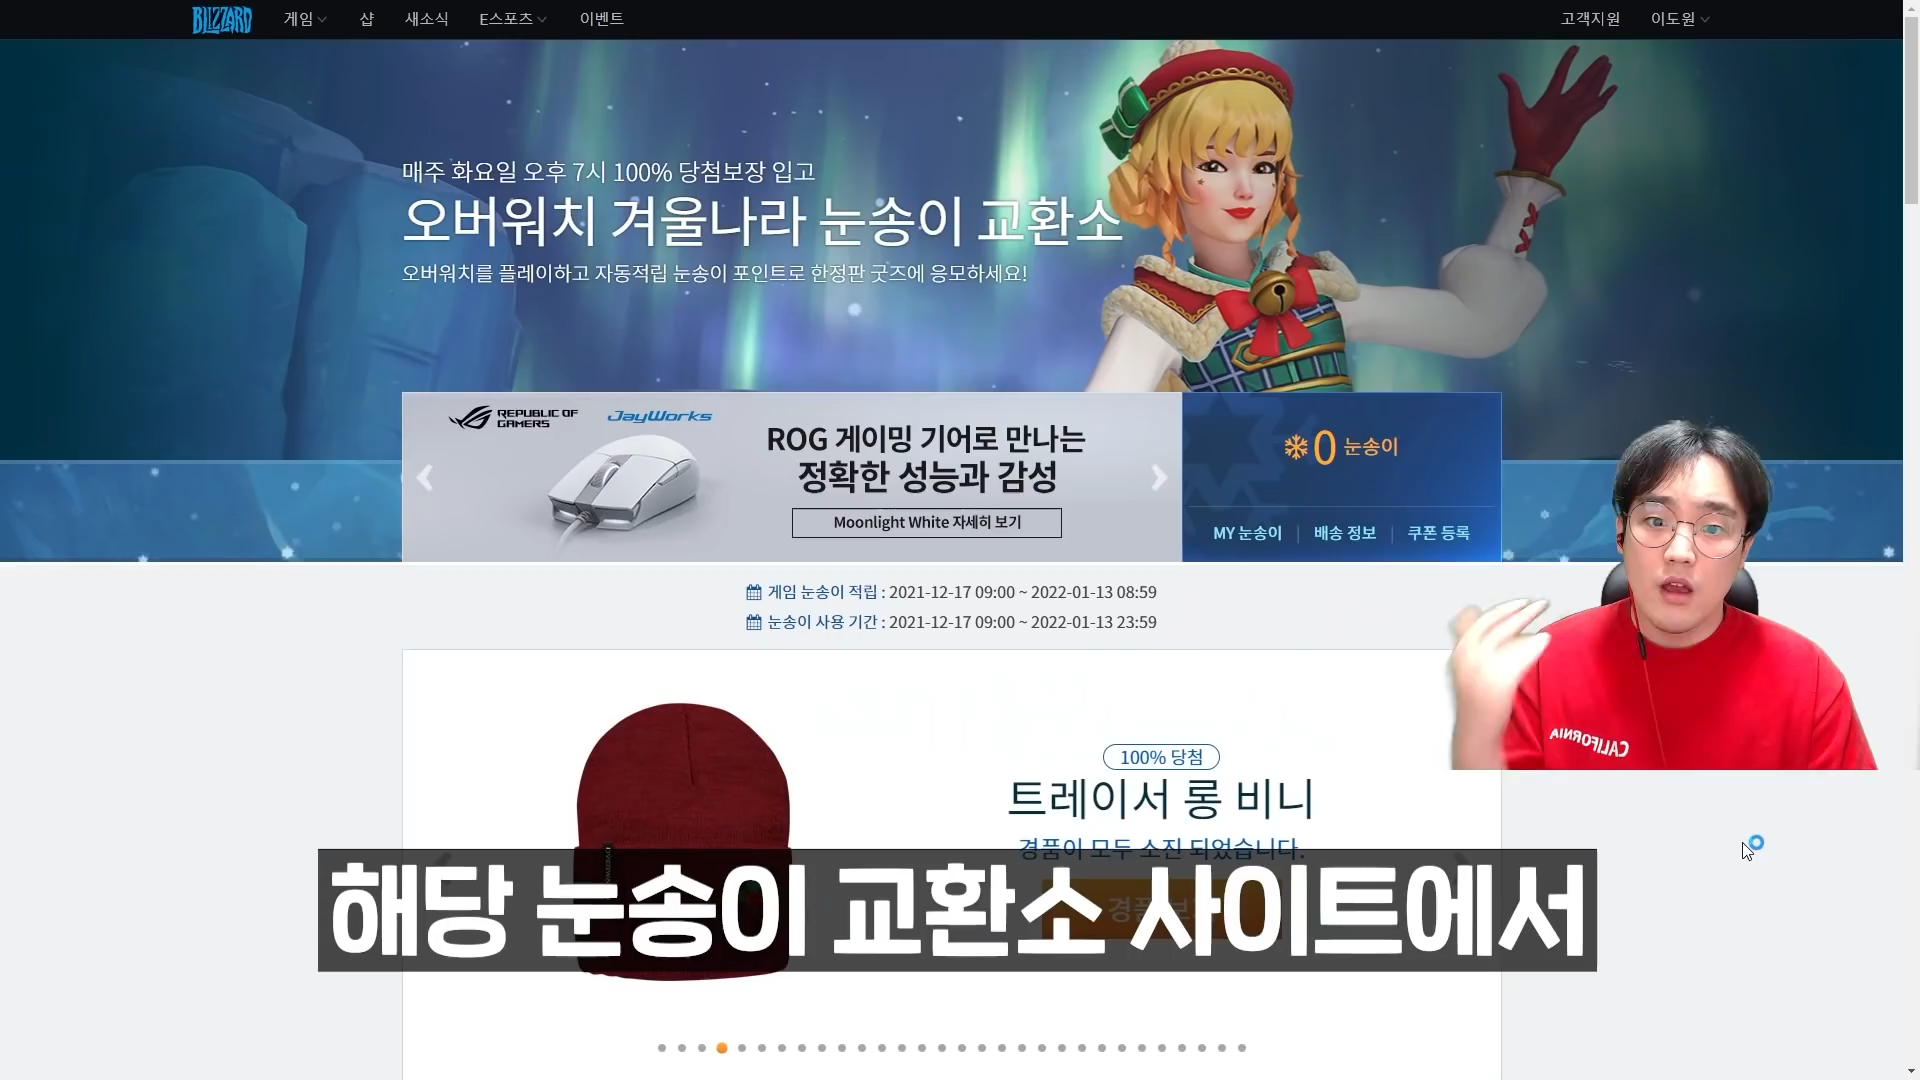 BLIZZARD 게임 샵 새소식 E스포츠 이벤트 고객지원 이도원
매주 화요일 오후 7시 100% 당첨보장 입고
오버워치 겨울나라 눈송이 교환소
오버워치를 플레이하고 자동적립 눈송이 포인트로 한정판 굿즈에 응모하세요!
REPUBLIC OF GAMERS JayWorks
ROG 게이밍 기어로 만나는
정확한 성능과 감성
Moonlight White 자세히 보기
0 눈송이
MY 눈송이 | 배송 정보 | 쿠폰 등록
게임 눈송이 적립 : 2021-12-17 09:00 ~ 2022-01-13 08:59
눈송이 사용 기간 : 2021-12-17 09:00 ~ 2022-01-13 23:59
CALIFORNIA
100% 당첨
트레이서 롱 비니
경품이 모두 소진 되었습니다.
해당 눈송이 교환소 사이트에서